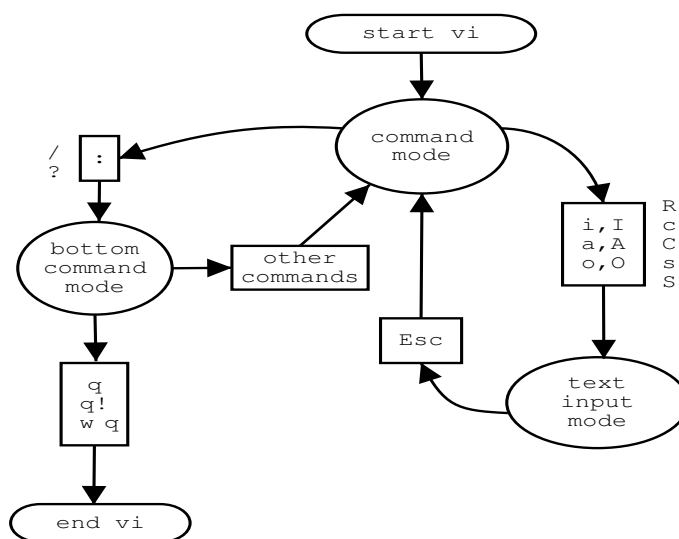 start vi
command
mode
/
?
:
i,I
a,A
o,O
R
c
C
s
S
bottom
command
mode
other
commands
Esc
text
input
mode
q
q!
w q
end vi